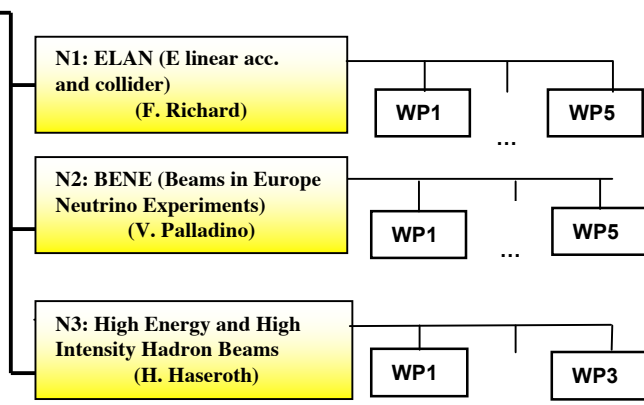 N1: ELAN (E linear acc.
and collider)
(F. Richard)
WP1
...
WP5
N2: BENE (Beams in Europe
Neutrino Experiments)
(V. Palladino)
WP1
...
WP5
N3: High Energy and High
Intensity Hadron Beams
(H. Haseroth)
WP1
WP3